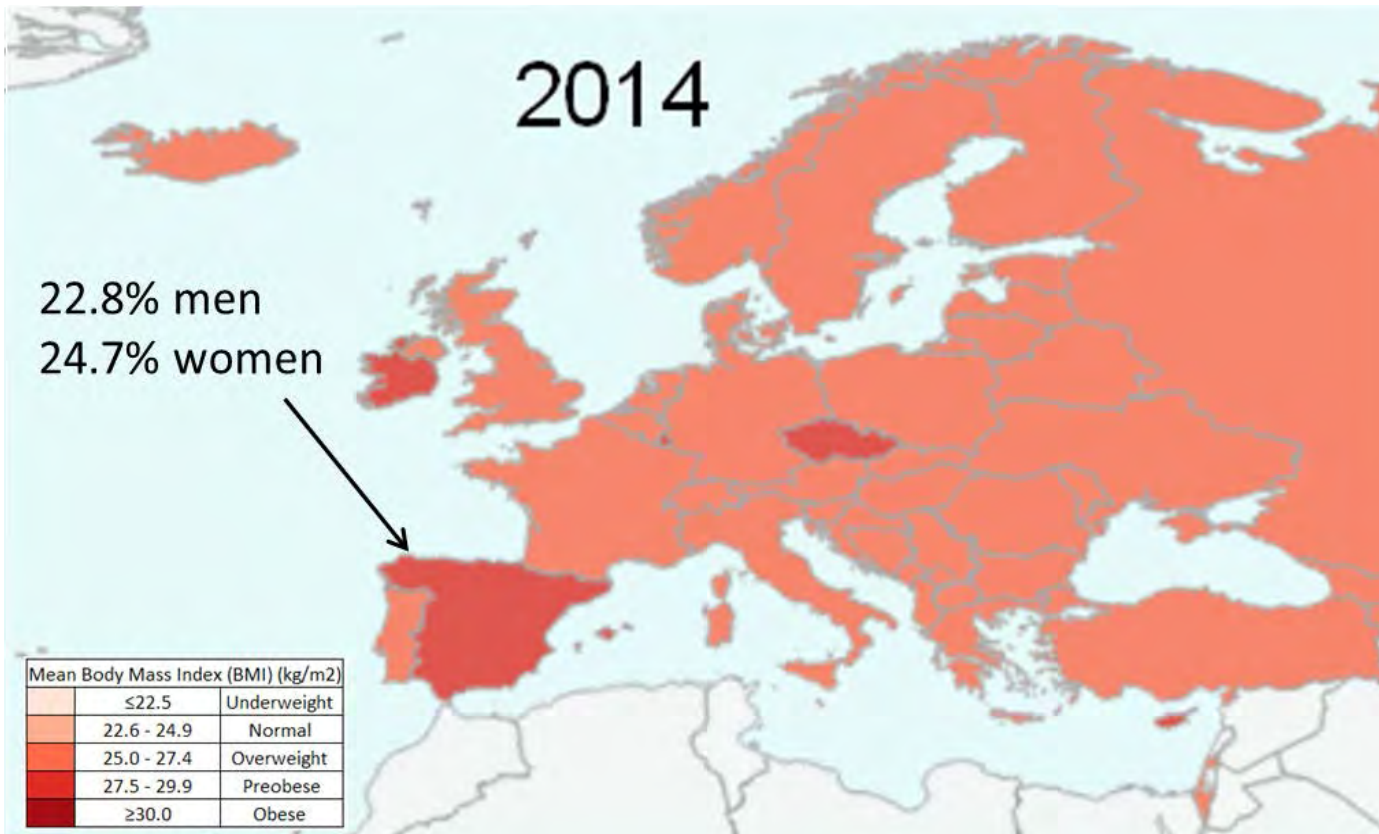 2014
22.8% men
24.7% women
Mean Body Mass Index (BMI) (kg/m2)
≤22.5 Underweight
22.6 - 24.9 Normal
25.0 - 27.4 Overweight
27.5 - 29.9 Preobese
≥30.0 Obese